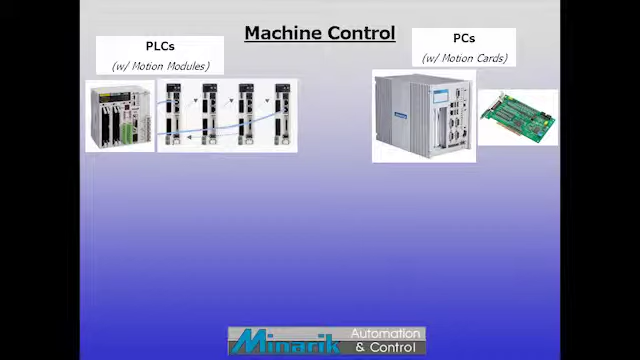 Machine Control
PLCs
(w/ Motion Modules)
PCs
(w/ Motion Cards)
Minarik
Automation
& Control